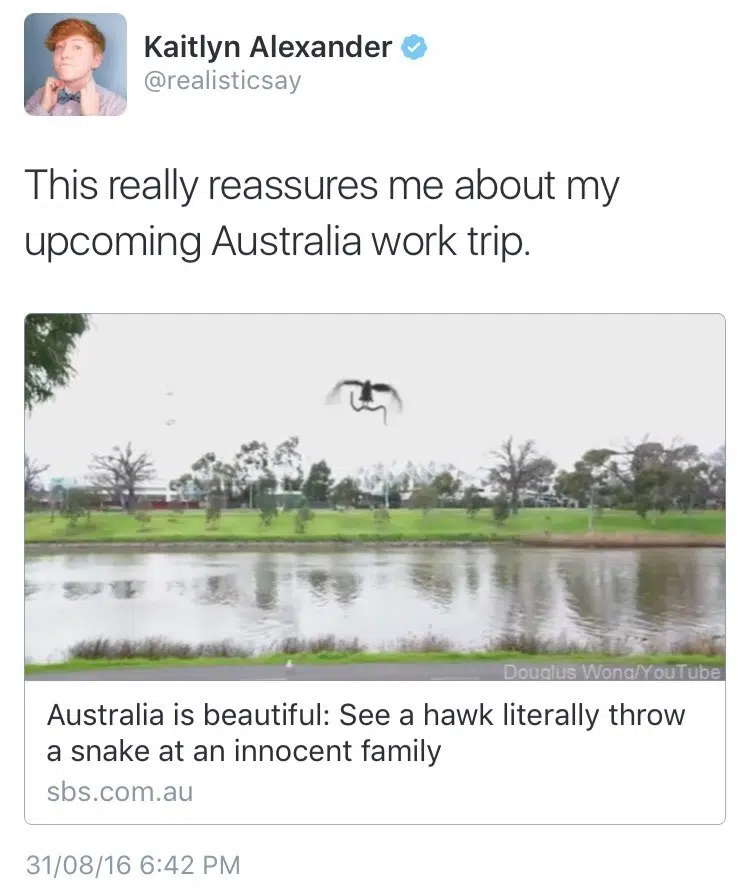 Kaitlyn Alexander
@realisticsay
This really reassures me about my
upcoming Australia work trip.
Douglus Wong/YouTube
Australia is beautiful: See a hawk literally throw
a snake at an innocent family
sbs.com.au
31/08/16 6:42 PM